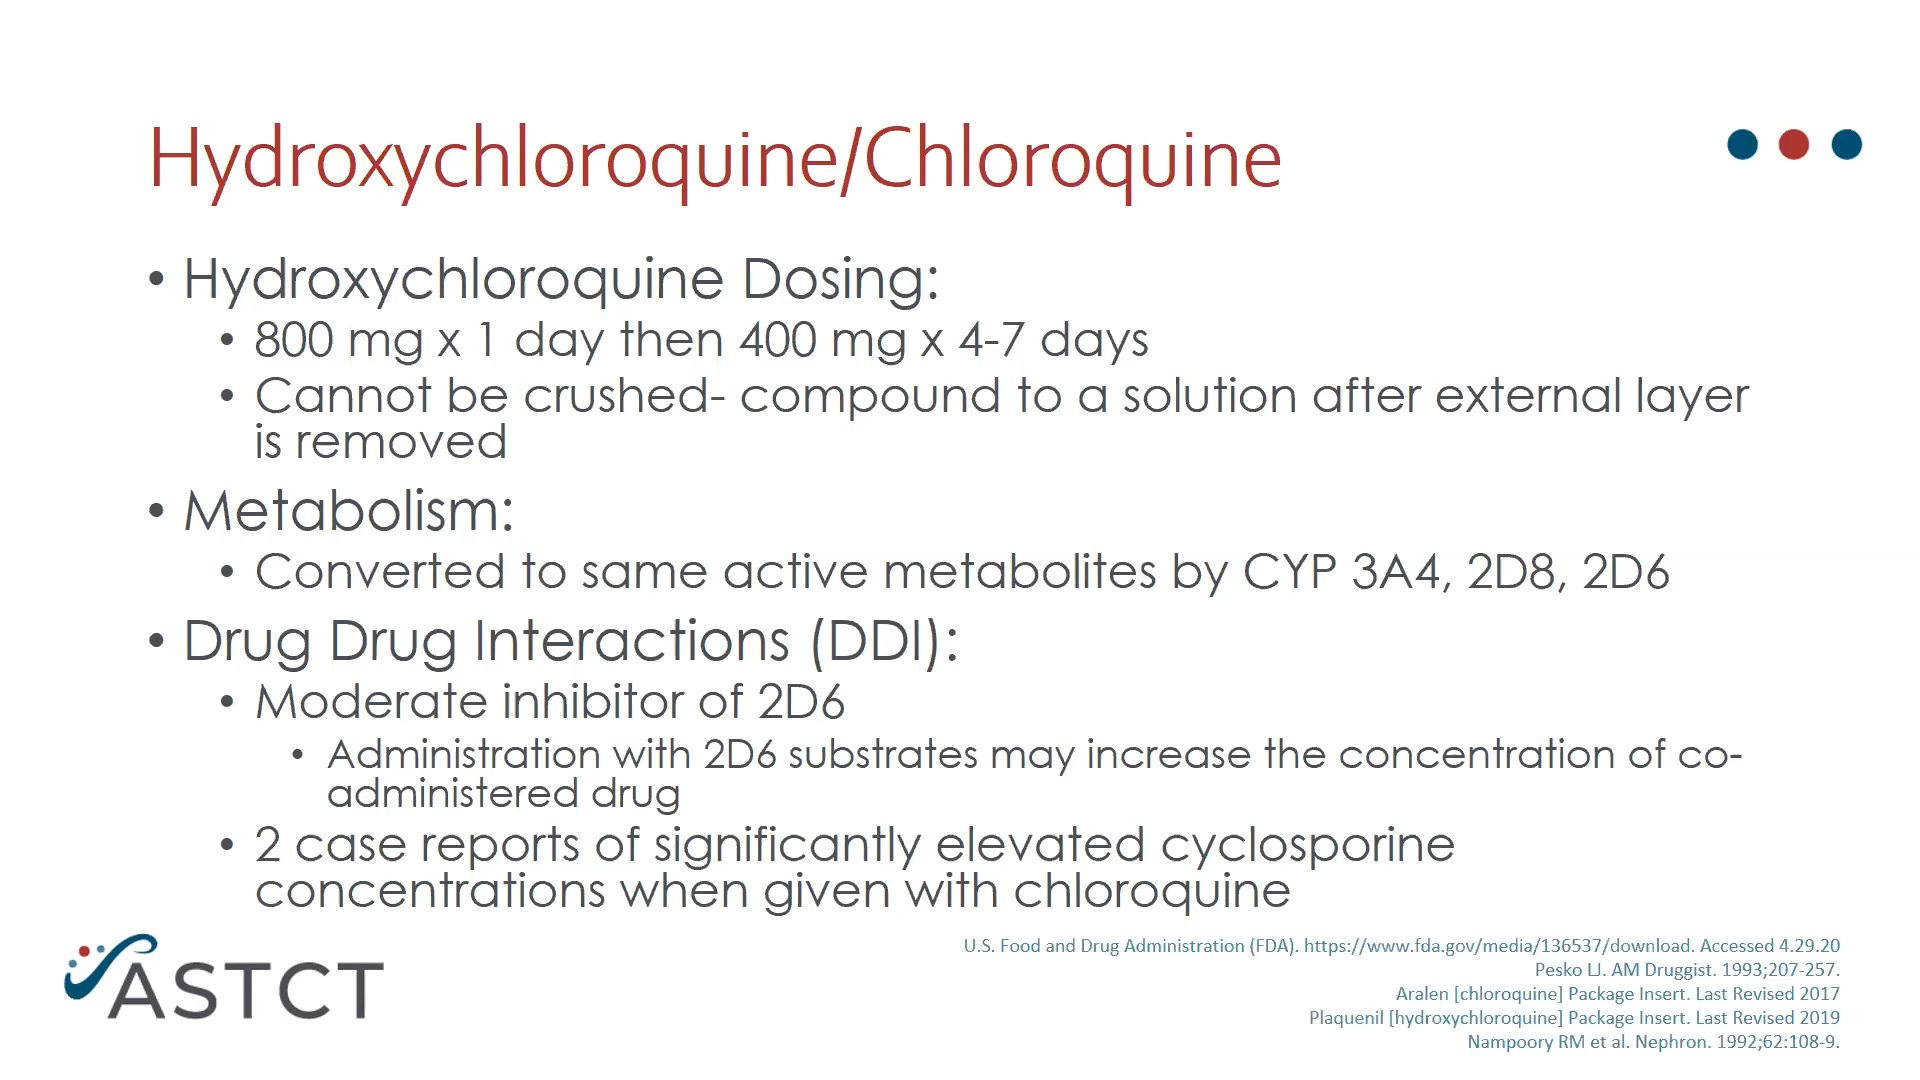 Hydroxychloroquine/Chloroquine
• Hydroxychloroquine Dosing:
• 800 mg x 1 day then 400 mg x 4-7 days
• Cannot be crushed- compound to a solution after external layer
is removed
• Metabolism:
• Converted to same active metabolites by CYP 3A4, 2D8, 2D6
• Drug Drug Interactions (DDI):
• Moderate inhibitor of 2D6
• Administration with 2D6 substrates may increase the concentration of co-
administered drug
• 2 case reports of significantly elevated cyclosporine
concentrations when given with chloroquine
ASTCT
U.S. Food and Drug Administration (FDA). https://www.fda.gov/media/136537/download. Accessed 4.29.20
Pesko LJ. AM Druggist. 1993;207-257.
Aralen [chloroquine] Package Insert. Last Revised 2017
Plaquenil [hydroxychloroquine] Package Insert. Last Revised 2019
Nampoory RM et al. Nephron. 1992;62:108-9.